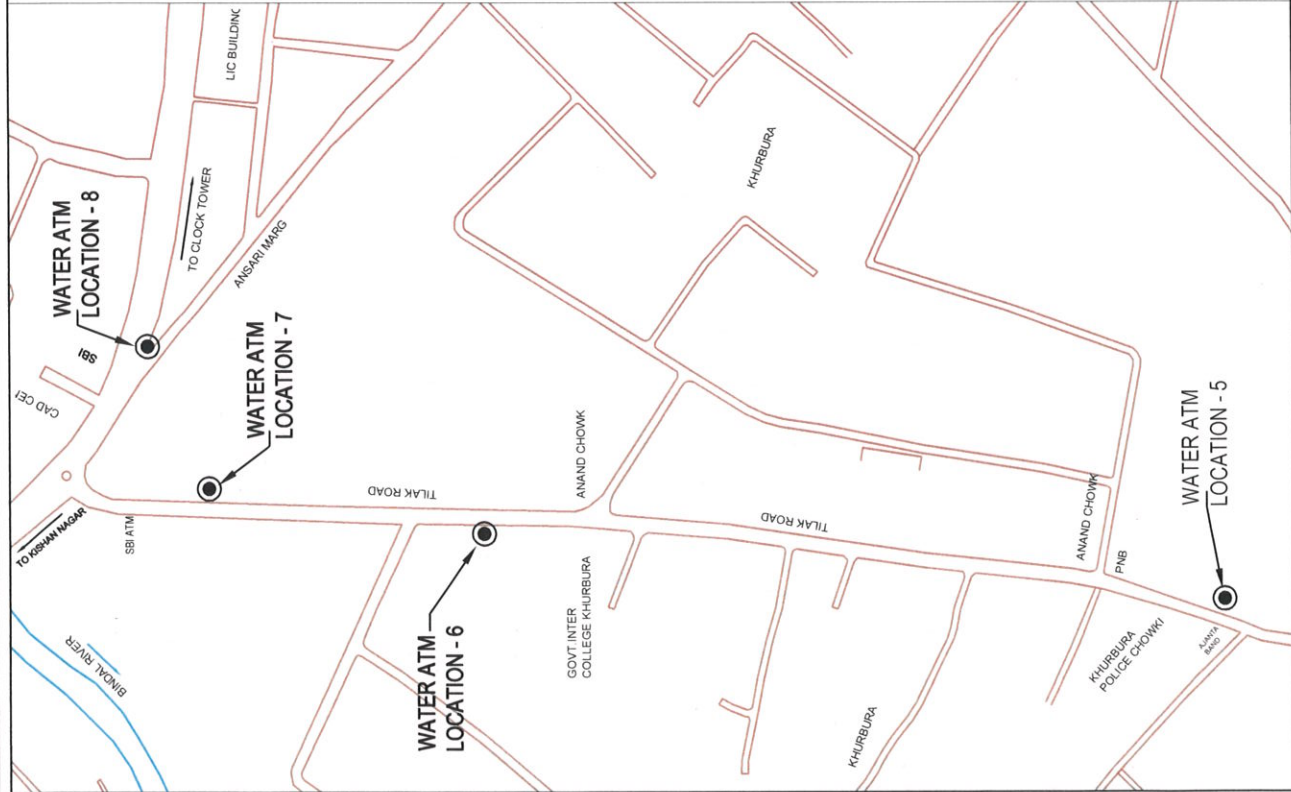 LIC BUILDING
WATER ATM
LOCATION - 8
TO CLOCK TOWER
ANSARI MARG
SBI
CAD CE
WATER ATM
LOCATION - 7
TO KISHAN NAGAR
SBI ATM
KHURBURA
TILAK ROAD
ANAND CHOWK
BINDAL RIVER
WATER ATM
LOCATION - 6
GOVT.INTER
COLLEGE KHURBURA
TILAK ROAD
WATER ATM
LOCATION - 5
ANAND CHOWK
PNB
KHURBURA
KHURBURA
POLICE CHOWKI
AJANTA
BAND